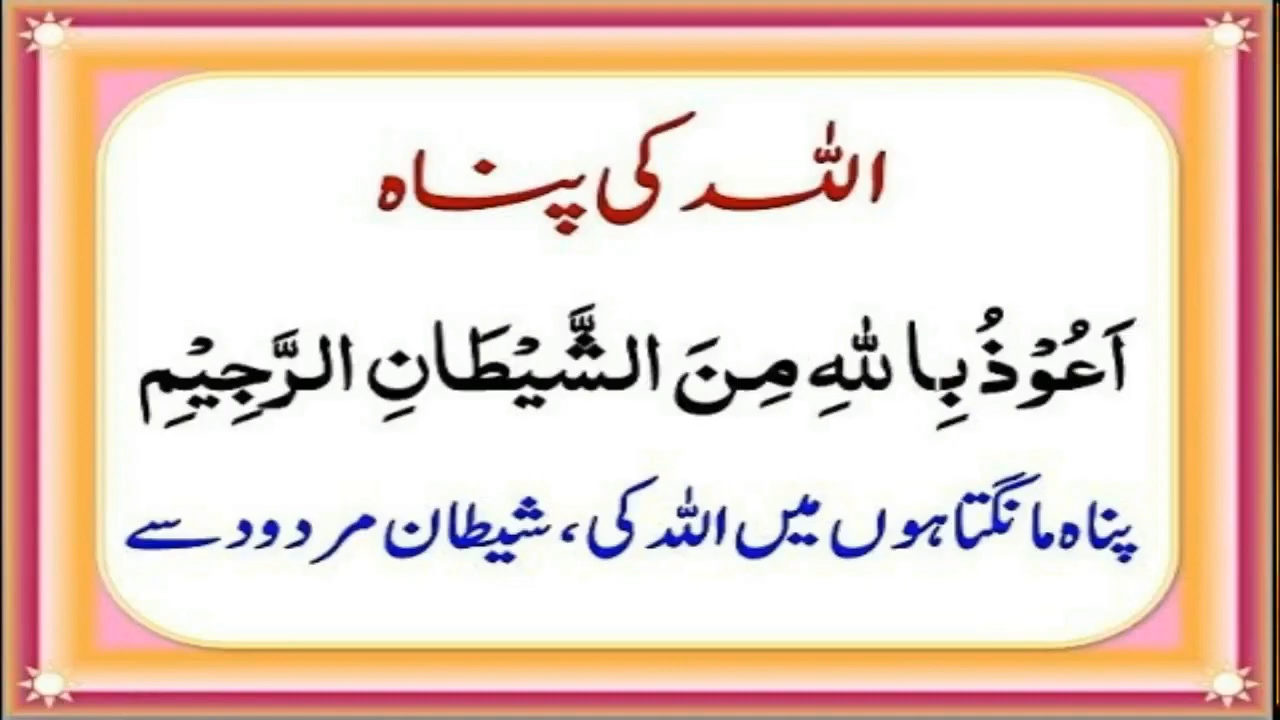 اللہ کی پناہ
اَعُوْذُ بِاللّٰهِ مِنَ الشَّيْطَانِ الرَّجِيْمِ
پناہ مانگتا ہوں میں اللہ کی، شیطان مردود سے